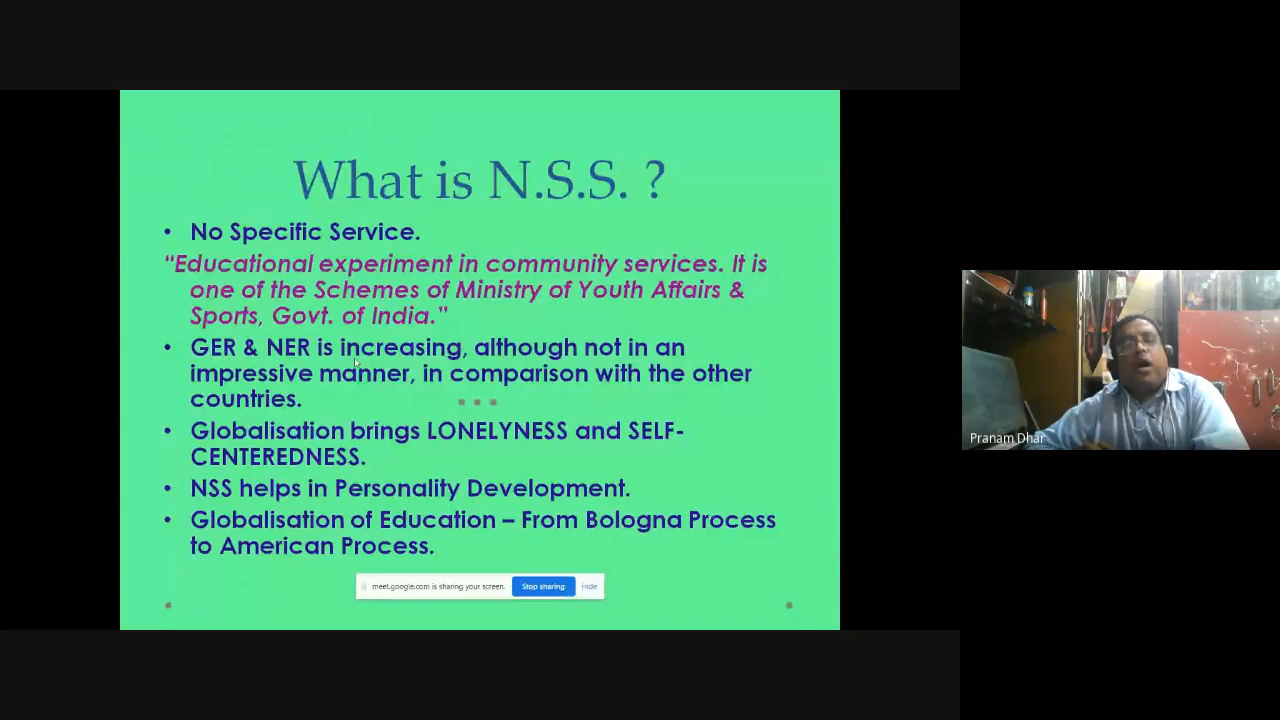 What is N.S.S. ?
• No Specific Service.
“Educational experiment in community services. It is
one of the Schemes of Ministry of Youth Affairs &
Sports, Govt. of India.”
• GER & NER is increasing, although not in an
impressive manner, in comparison with the other
countries.
• Globalisation brings LONELYNESS and SELF-
CENTEREDNESS.
• NSS helps in Personality Development.
• Globalisation of Education – From Bologna Process
to American Process.
meet.google.com is sharing your screen. Stop sharing Hide
Pranam Dhar